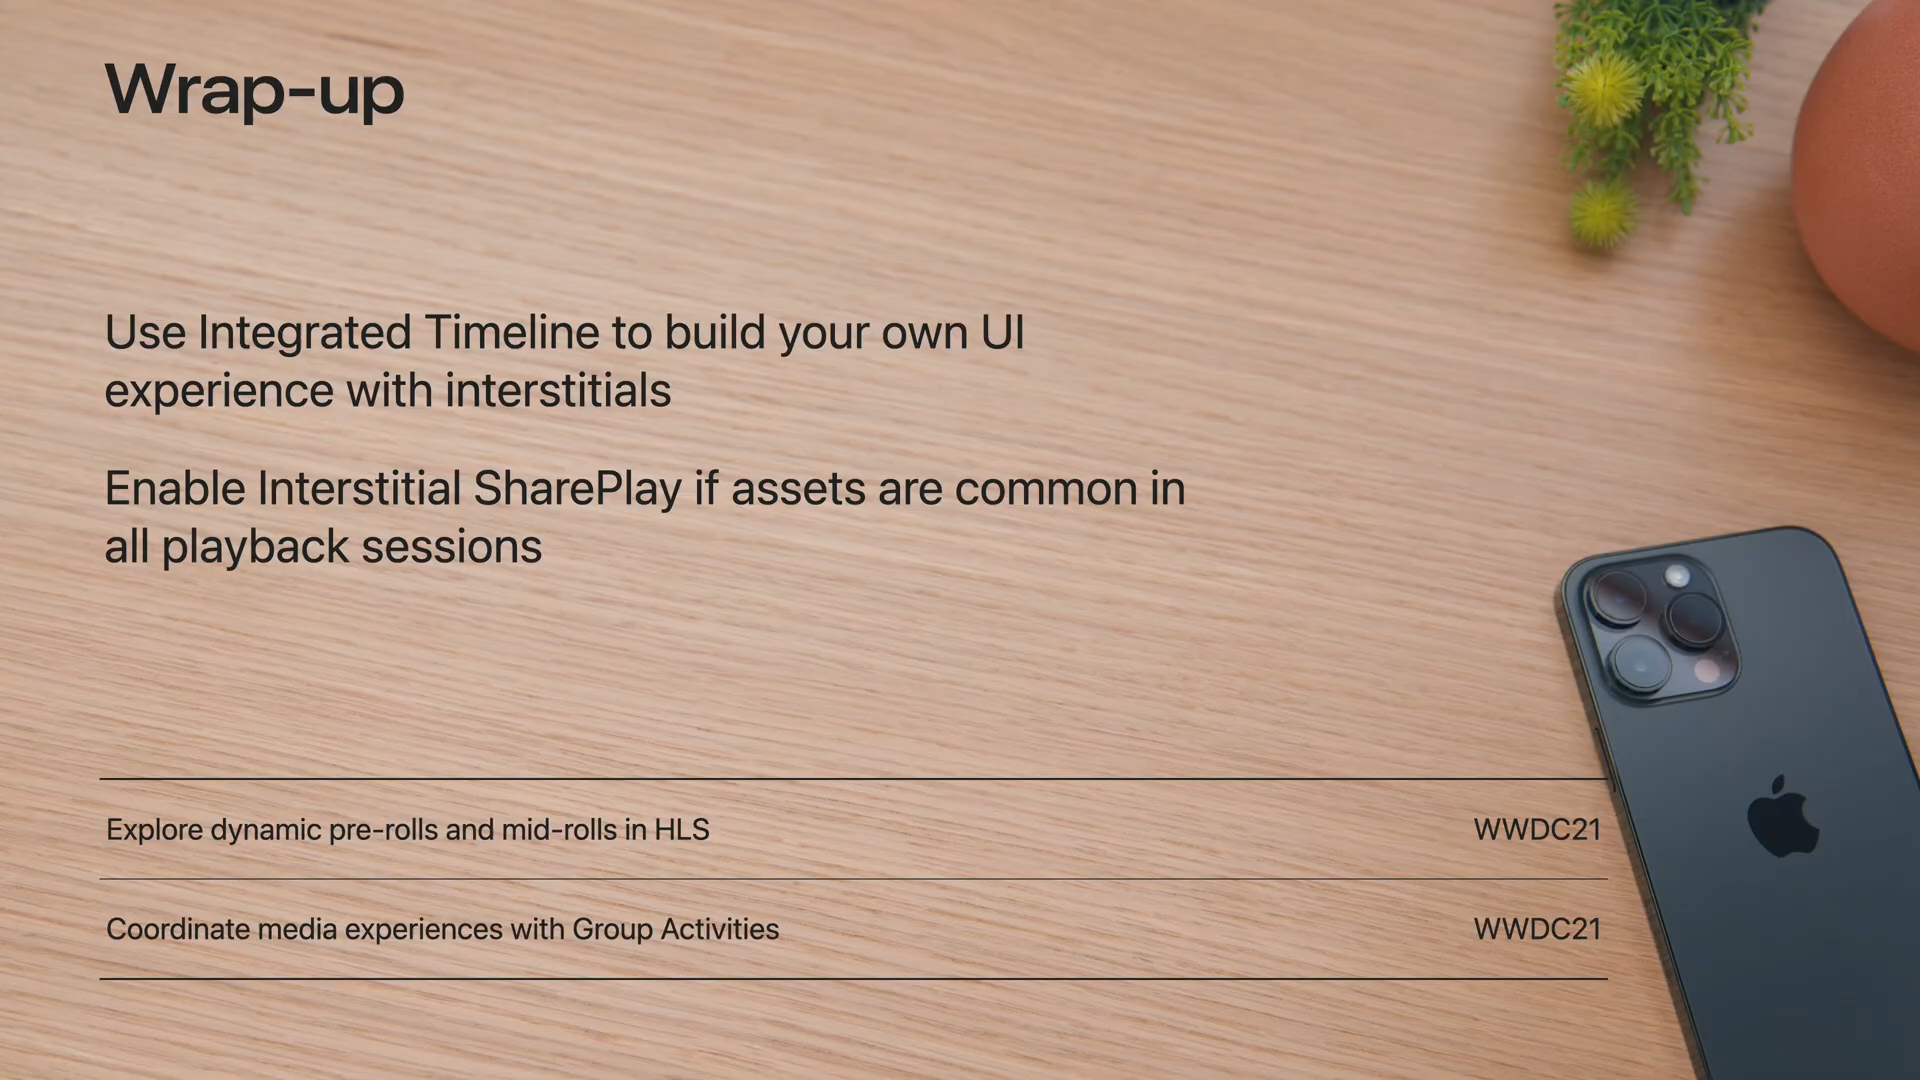 Wrap-up
Use Integrated Timeline to build your own UI
experience with interstitials
Enable Interstitial SharePlay if assets are common in
all playback sessions
Explore dynamic pre-rolls and mid-rolls in HLS WWDC21
Coordinate media experiences with Group Activities WWDC21